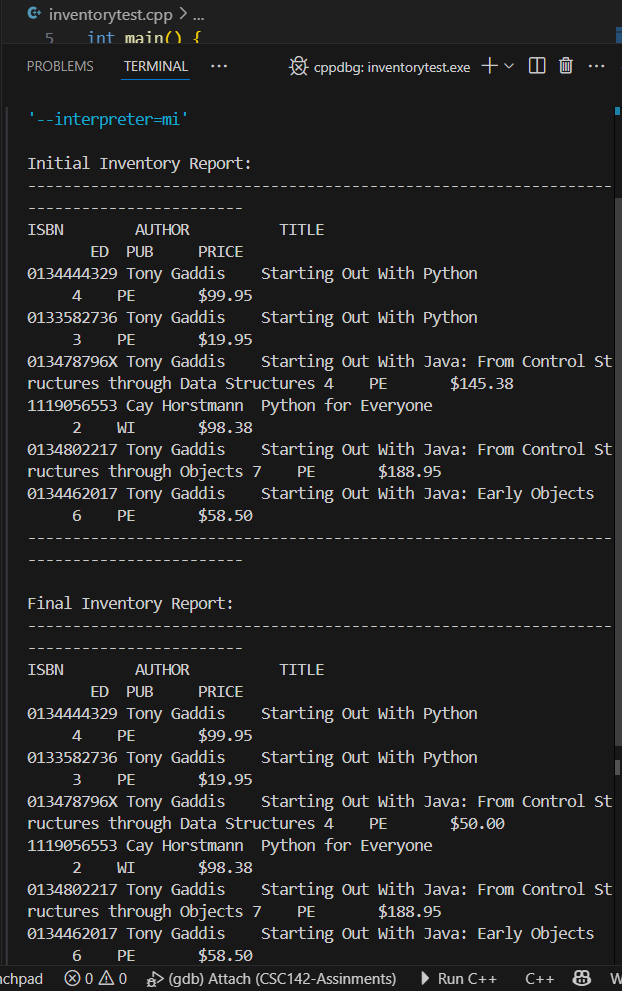 inventorytest.cpp > ...
5 int main() {
PROBLEMS TERMINAL ... cppdbg: inventorytest.exe
'--interpreter=mi'
Initial Inventory Report:
-----------------------------------------------------------------
------------------------
ISBN AUTHOR TITLE
ED PUB PRICE
0134444329 Tony Gaddis Starting Out With Python
4 PE $99.95
0133582736 Tony Gaddis Starting Out With Python
3 PE $19.95
013478796X Tony Gaddis Starting Out With Java: From Control St
ructures through Data Structures 4 PE $145.38
1119056553 Cay Horstmann Python for Everyone
2 WI $98.38
0134802217 Tony Gaddis Starting Out With Java: From Control St
ructures through Objects 7 PE $188.95
0134462017 Tony Gaddis Starting Out With Java: Early Objects
6 PE $58.50
-----------------------------------------------------------------
------------------------
Final Inventory Report:
-----------------------------------------------------------------
------------------------
ISBN AUTHOR TITLE
ED PUB PRICE
0134444329 Tony Gaddis Starting Out With Python
4 PE $99.95
0133582736 Tony Gaddis Starting Out With Python
3 PE $19.95
013478796X Tony Gaddis Starting Out With Java: From Control St
ructures through Data Structures 4 PE $50.00
1119056553 Cay Horstmann Python for Everyone
2 WI $98.38
0134802217 Tony Gaddis Starting Out With Java: From Control St
ructures through Objects 7 PE $188.95
0134462017 Tony Gaddis Starting Out With Java: Early Objects
6 PE $58.50
nchpad 0 0 (gdb) Attach (CSC142-Assinments) Run C++ C++ W